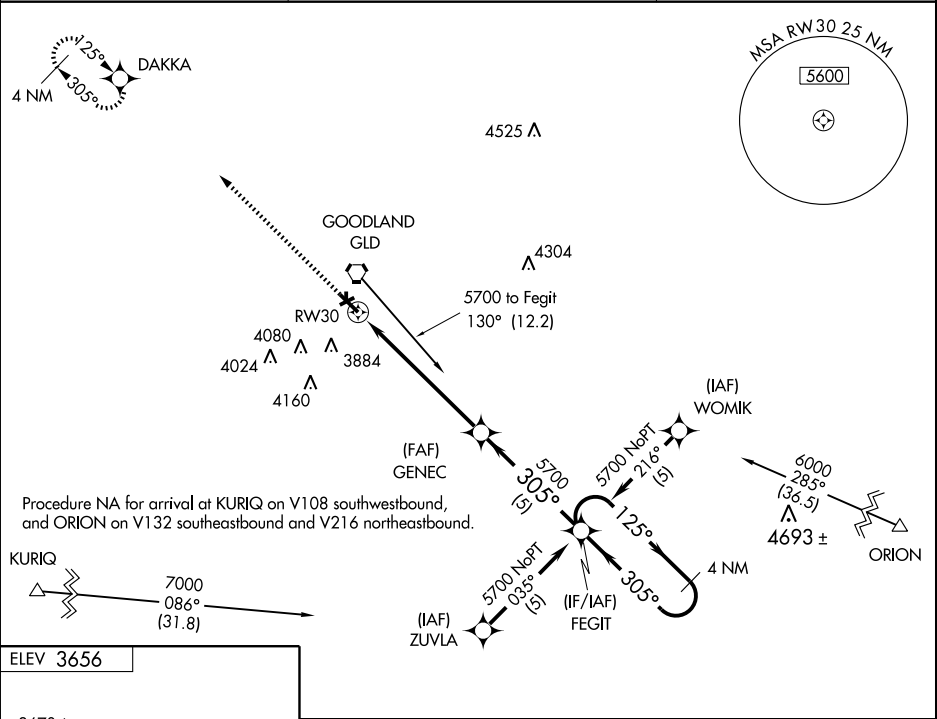 125°
305°
4 NM
DAKKA
MSA RW30 25 NM
5600
4525
GOODLAND
GLD
4304
5700 to Fegit
130° (12.2)
RW30
4080
4024
3884
4160
(IAF)
WOMIK
(FAF)
GENEC
5700
305°
(5)
5700 NoPT
216°
(5)
6000
285°
(36.5)
4693 ±
ORION
Procedure NA for arrival at KURIQ on V108 southwestbound,
and ORION on V132 southeastbound and V216 northeastbound.
125°
305°
4 NM
KURIQ
7000
086°
(31.8)
5700 NoPT
035°
(5)
(IAF)
ZUVLA
(IF/IAF)
FEGIT
ELEV 3656